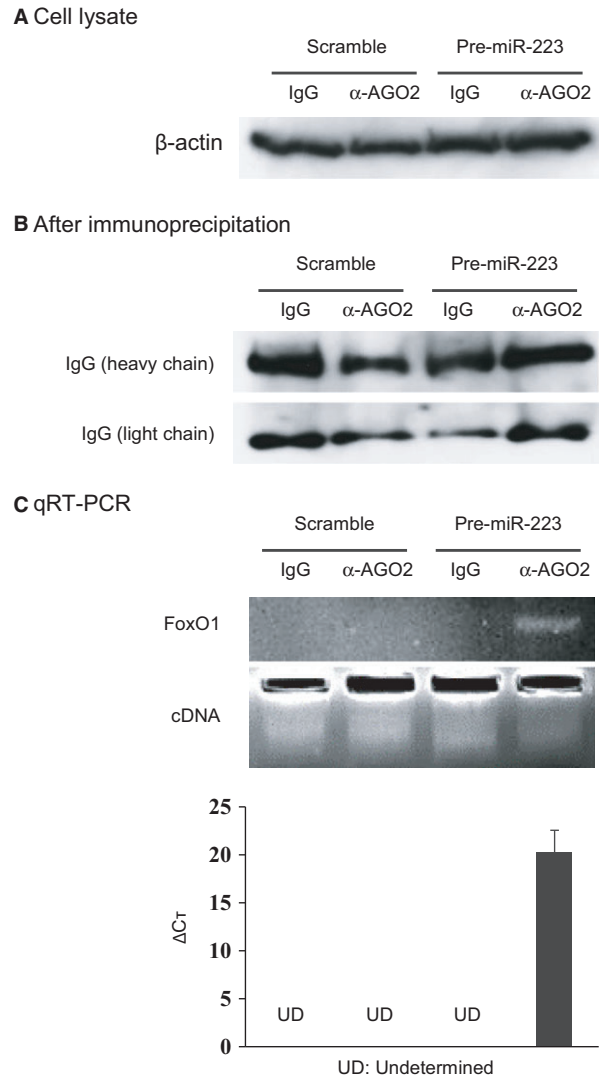 A Cell lysate
Scramble Pre-miR-223
IgG α-AGO2 IgG α-AGO2
β-actin
B After immunoprecipitation
Scramble Pre-miR-223
IgG α-AGO2 IgG α-AGO2
IgG (heavy chain)
IgG (light chain)
C qRT-PCR
Scramble Pre-miR-223
IgG α-AGO2 IgG α-AGO2
FoxO1
cDNA
25
20
15
10
5
0
ΔCT
UD UD UD
UD: Undetermined